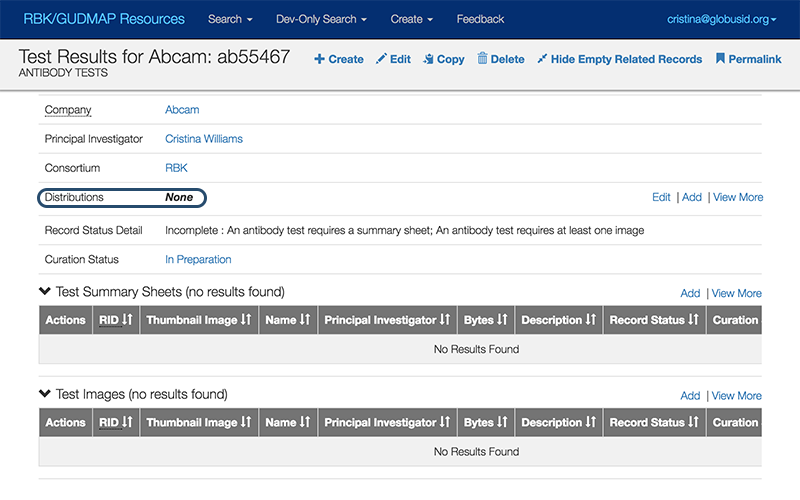 RBK/GUDMAP Resources Search Dev-Only Search Create Feedback cristina@globusid.org
Test Results for Abcam: ab55467 Create Edit Copy Delete Hide Empty Related Records Permalink
ANTIBODY TESTS
Company Abcam
Principal Investigator Cristina Williams
Consortium RBK
Distributions None Edit | Add | View More
Record Status Detail Incomplete : An antibody test requires a summary sheet; An antibody test requires at least one image
Curation Status In Preparation
Test Summary Sheets (no results found) Add | View More
Actions RID Thumbnail Image Name Principal Investigator Bytes Description Record Status Curation
No Results Found
Test Images (no results found) Add | View More
Actions RID Thumbnail Image Name Principal Investigator Bytes Description Record Status Curation
No Results Found